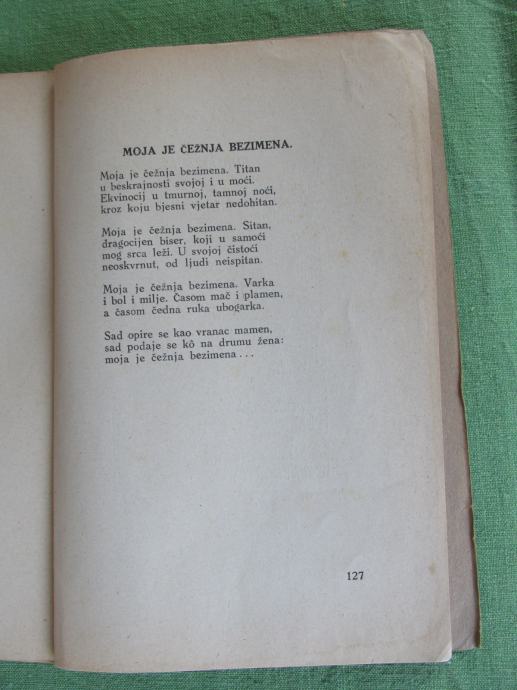 MOJA JE ČEŽNJA BEZIMENA.
Moja je čežnja bezimena. Titan
u beskrajnosti svojoj i u moći.
Ekvinocij u tmurnoj, tamnoj noći,
kroz koju bjesni vjetar nedohitan.
Moja je čežnja bezimena. Sitan,
dragocijen biser, koji u samoći
mog srca leži. U svojoj čistoći
neoskvrnut, od ljudi neispitan.
Moja je čežnja bezimena. Varka
i bol i milje. Časom mač i plamen,
a časom čedna ruka ubogarka.
Sad opire se kao vranac mamen,
sad podaje se kô na drumu žena:
moja je čežnja bezimena...
127